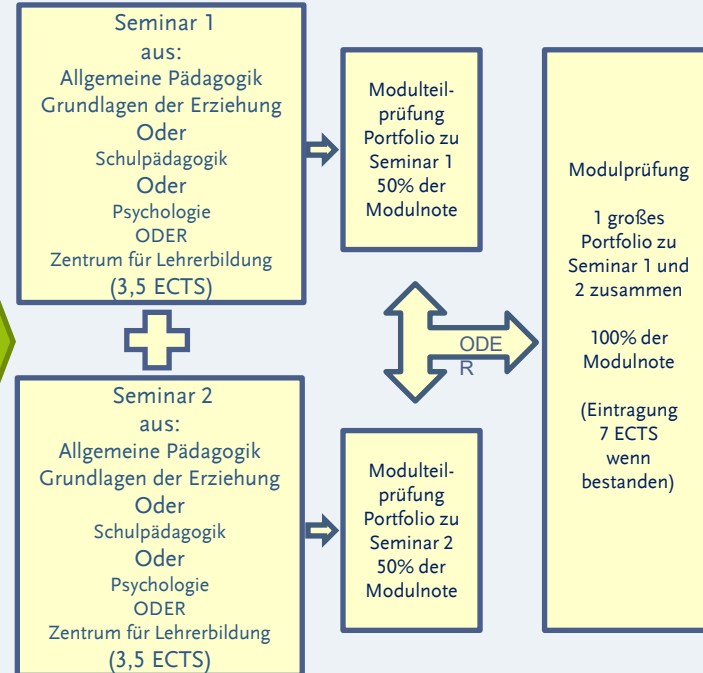 Seminar 1
aus:
Allgemeine Pädagogik
Grundlagen der Erziehung
Oder
Schulpädagogik
Oder
Psychologie
ODER
Zentrum für Lehrerbildung
(3,5 ECTS)
Modulteil-
prüfung
Portfolio zu
Seminar 1
50% der
Modulnote
Seminar 2
aus:
Allgemeine Pädagogik
Grundlagen der Erziehung
Oder
Schulpädagogik
Oder
Psychologie
ODER
Zentrum für Lehrerbildung
(3,5 ECTS)
Modulteil-
prüfung
Portfolio zu
Seminar 2
50% der
Modulnote
ODE
R
Modulprüfung
1 großes
Portfolio zu
Seminar 1 und
2 zusammen
100% der
Modulnote
(Eintragung
7 ECTS
wenn
bestanden)